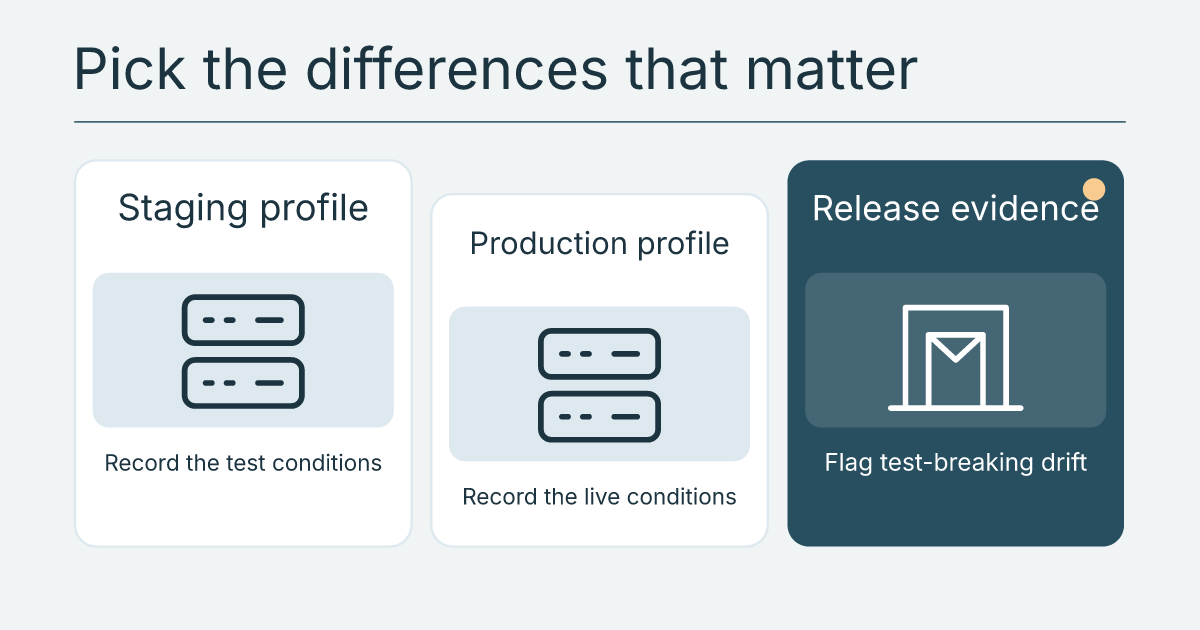 Pick the differences that matter
Staging profile
Record the test conditions
Production profile
Record the live conditions
Release evidence
Flag test-breaking drift